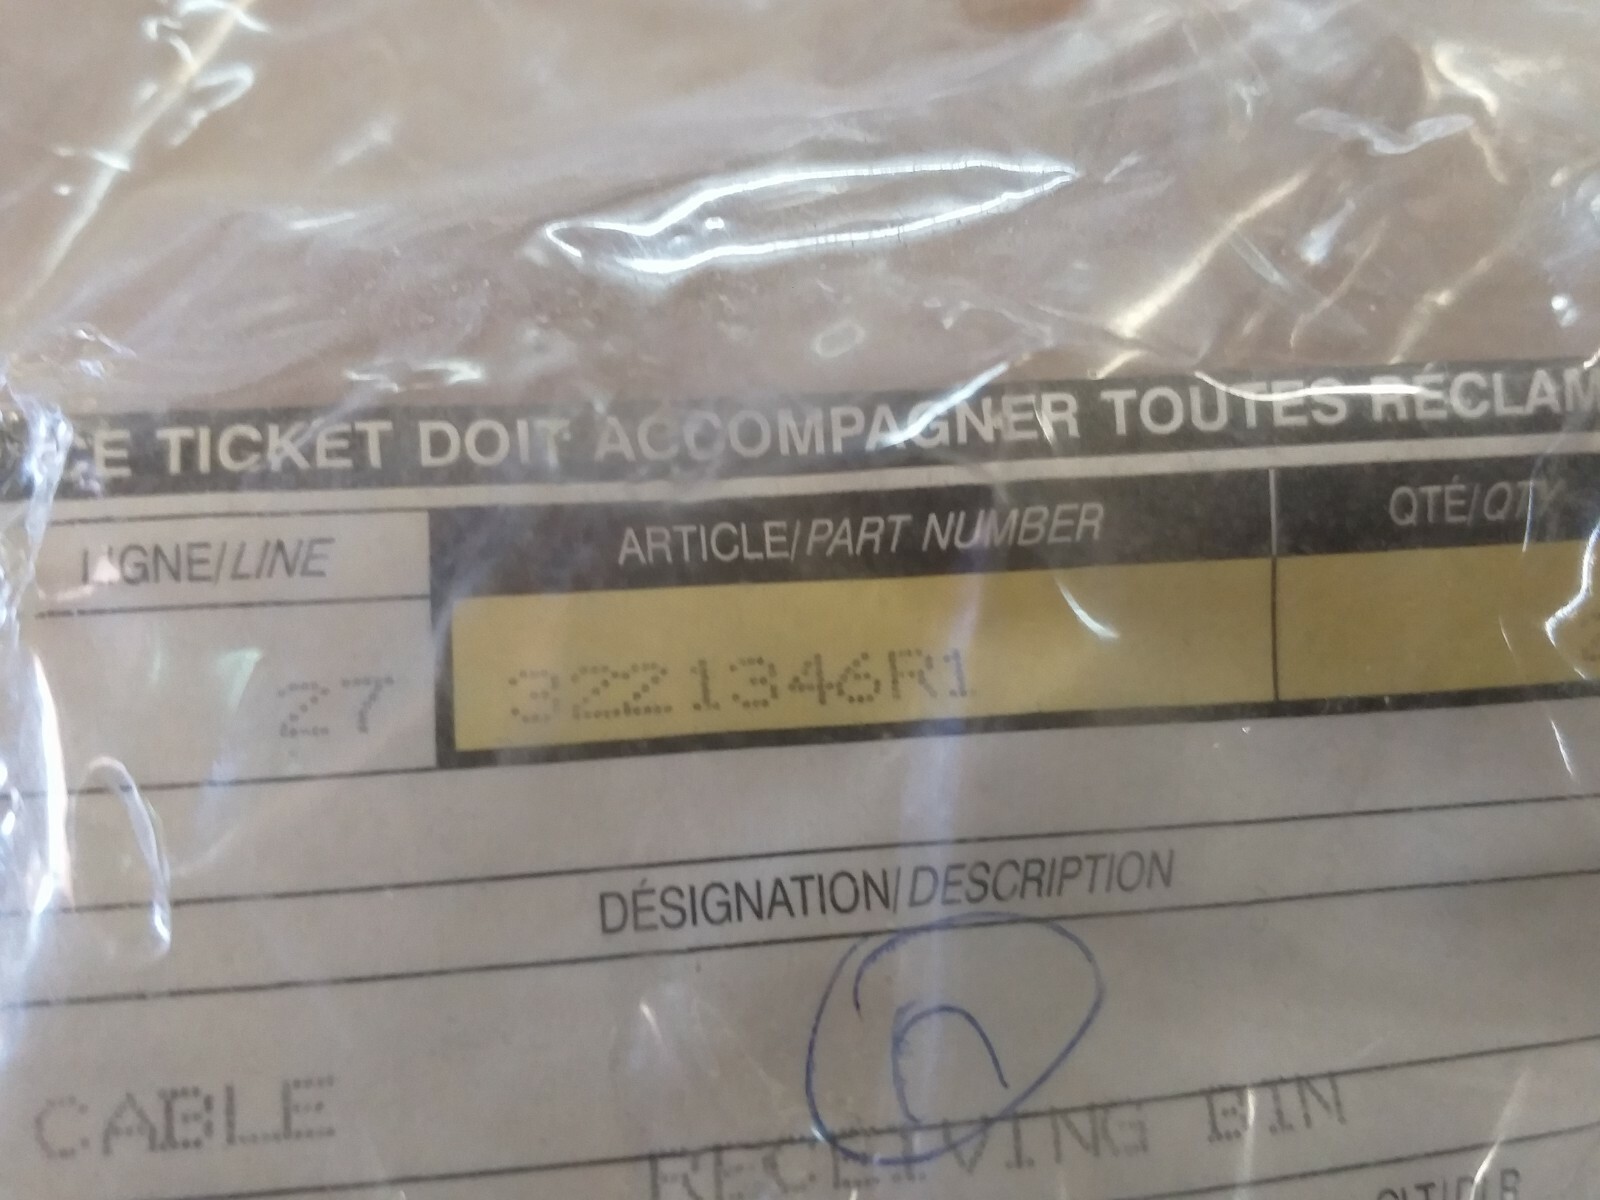 CE TICKET DOIT ACCOMPAGNER TOUTES RÉCLAM
LIGNE/LINE ARTICLE/PART NUMBER QTÉ/QTY
27 3221346R1
DÉSIGNATION/DESCRIPTION
CABLE
RECEIVING BIN